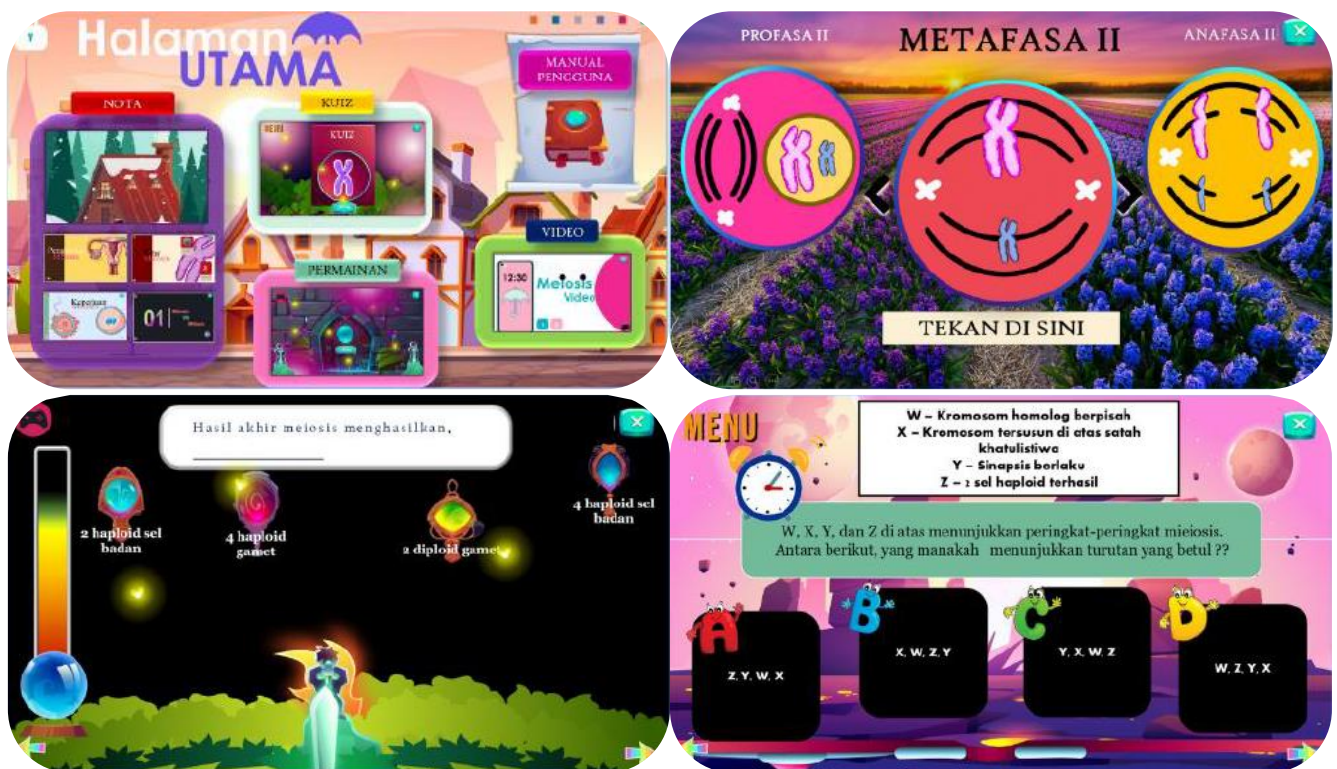 Halaman
UTAMA
NOTA
KUIZ
MANUAL
PENGGUNA
MENU
KUIZ
VIDEO
12:30
Meiosis
Video
PERMAINAN
01
PROFASA II
METAFASA II
ANAFASA II
TEKAN DI SINI
Hasil akhir meiosis menghasilkan,
2 haploid sel
badan
4 haploid
gamet
2 diploid gamet
4 haploid sel
badan
MENU
W – Kromosom homolog berpisah
X – Kromosom tersusun di atas satah
khatulistiwa
Y – Sinapsis berlaku
Z – 2 sel haploid terhasil
W, X, Y, dan Z di atas menunjukkan peringkat-peringkat mieiosis.
Antara berikut, yang manakah menunjukkan turutan yang betul ??
A
Z, Y, W, X
B
X, W, Z, Y
C
Y, X, W, Z
D
W, Z, Y, X